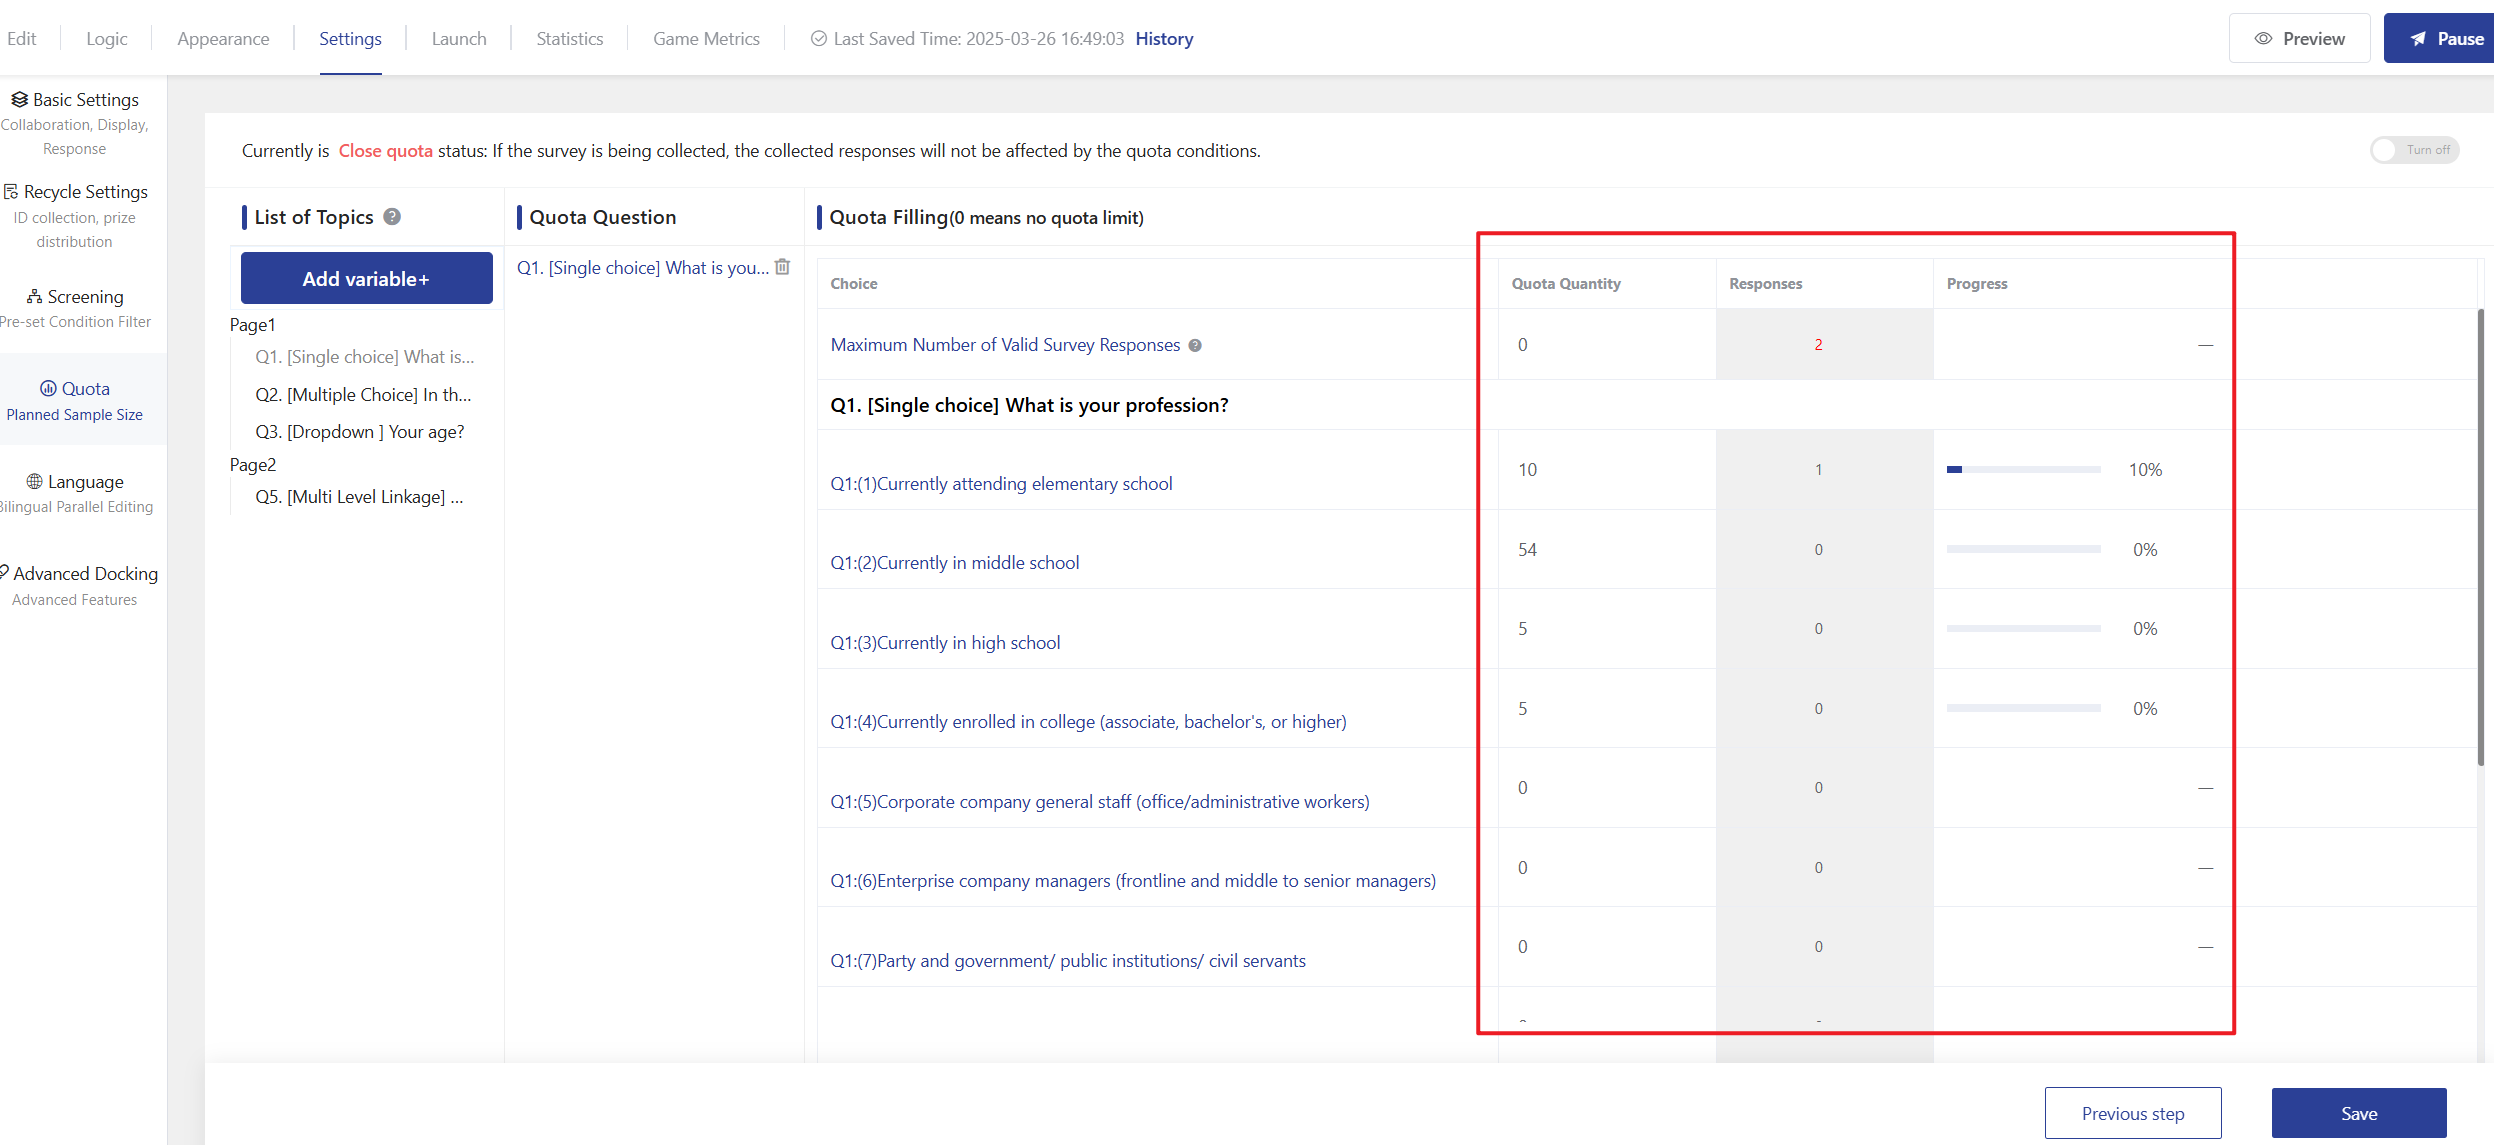 Edit
Logic
Appearance
Settings
Launch
Statistics
Game Metrics
Last Saved Time: 2025-03-26 16:49:03 History
Preview
Pause
Basic Settings
Collaboration, Display,
Response
Recycle Settings
ID collection, prize
distribution
Screening
Pre-set Condition Filter
Quota
Planned Sample Size
Language
Bilingual Parallel Editing
Advanced Docking
Advanced Features
Currently is Close quota status: If the survey is being collected, the collected responses will not be affected by the quota conditions.
Turn off
List of Topics
Add variable+
Page1
Q1. [Single choice] What is...
Q2. [Multiple Choice] In th...
Q3. [Dropdown ] Your age?
Page2
Q5. [Multi Level Linkage] ...
Quota Question
Q1. [Single choice] What is you...
Quota Filling(0 means no quota limit)
Choice Quota Quantity Responses Progress
Maximum Number of Valid Survey Responses 0 2 —
Q1. [Single choice] What is your profession?
Q1:(1)Currently attending elementary school 10 1 10%
Q1:(2)Currently in middle school 54 0 0%
Q1:(3)Currently in high school 5 0 0%
Q1:(4)Currently enrolled in college (associate, bachelor's, or higher) 5 0 0%
Q1:(5)Corporate company general staff (office/administrative workers) 0 0 —
Q1:(6)Enterprise company managers (frontline and middle to senior managers) 0 0 —
Q1:(7)Party and government/ public institutions/ civil servants 0 0 —
Previous step
Save